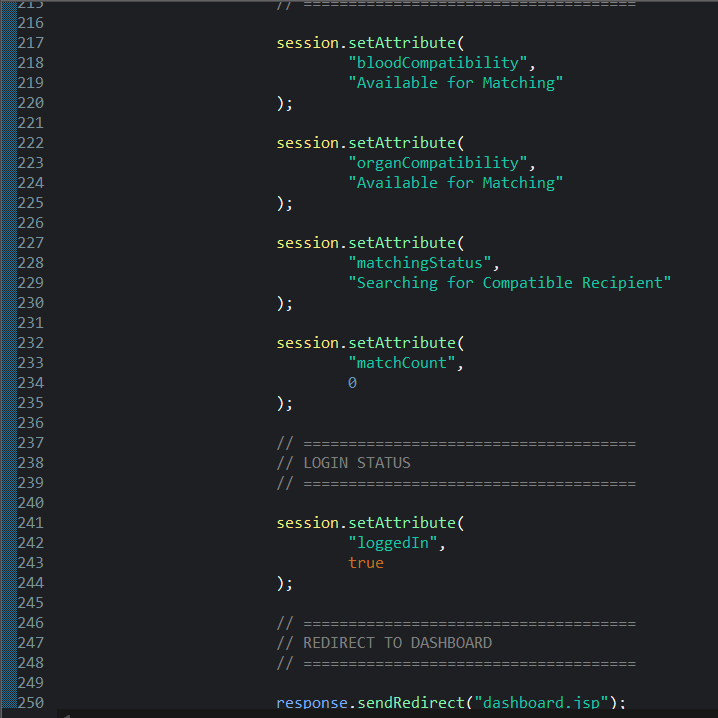 215 // =====================================
216
217 session.setAttribute(
218 "bloodCompatibility",
219 "Available for Matching"
220 );
221
222 session.setAttribute(
223 "organCompatibility",
224 "Available for Matching"
225 );
226
227 session.setAttribute(
228 "matchingStatus",
229 "Searching for Compatible Recipient"
230 );
231
232 session.setAttribute(
233 "matchCount",
234 0
235 );
236
237 // =====================================
238 // LOGIN STATUS
239 // =====================================
240
241 session.setAttribute(
242 "loggedIn",
243 true
244 );
245
246 // =====================================
247 // REDIRECT TO DASHBOARD
248 // =====================================
249
250 response.sendRedirect("dashboard.jsp");